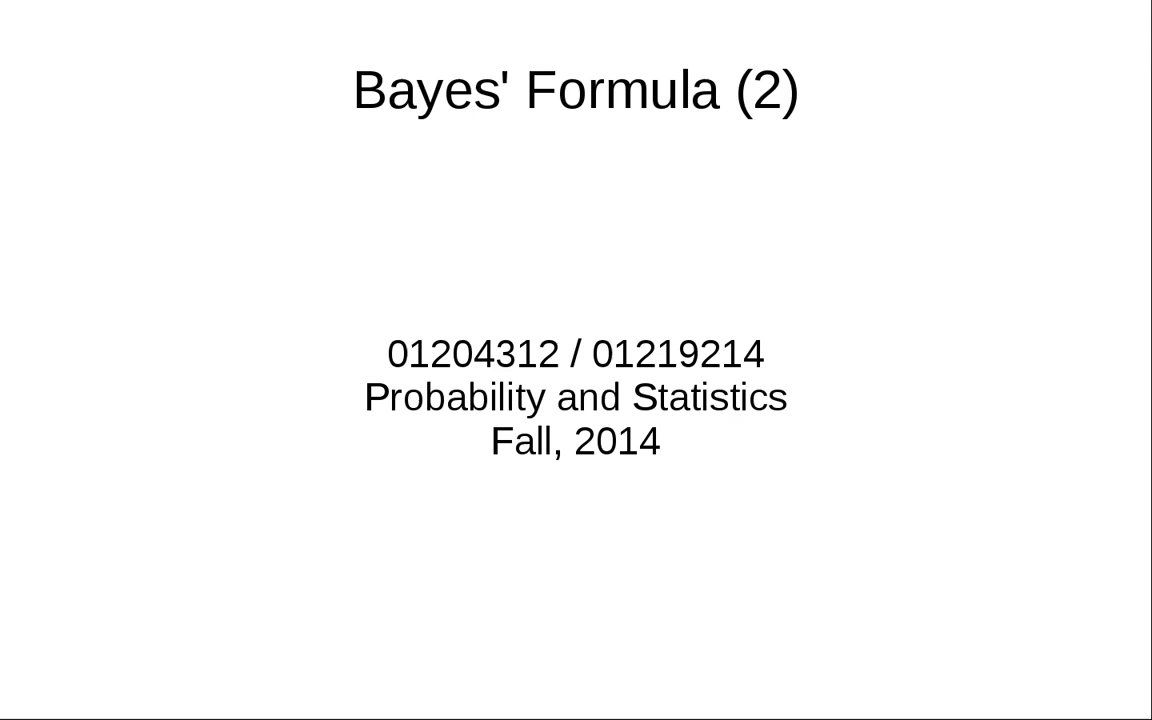 Bayes' Formula (2)
01204312 / 01219214
Probability and Statistics
Fall, 2014